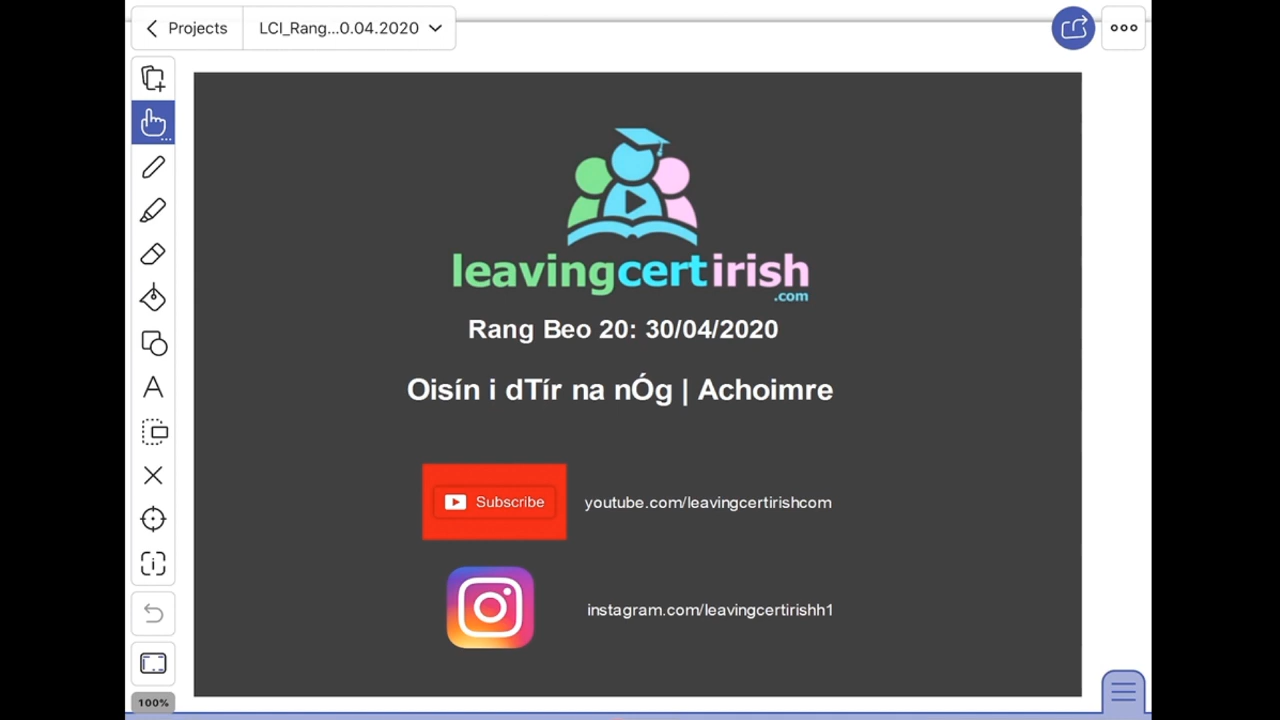 Projects
LCI_Rang...0.04.2020
leavingcertirish
.com
Rang Beo 20: 30/04/2020
Oisín i dTír na nÓg | Achoimre
Subscribe
youtube.com/leavingcertirishcom
instagram.com/leavingcertirishh1
100%